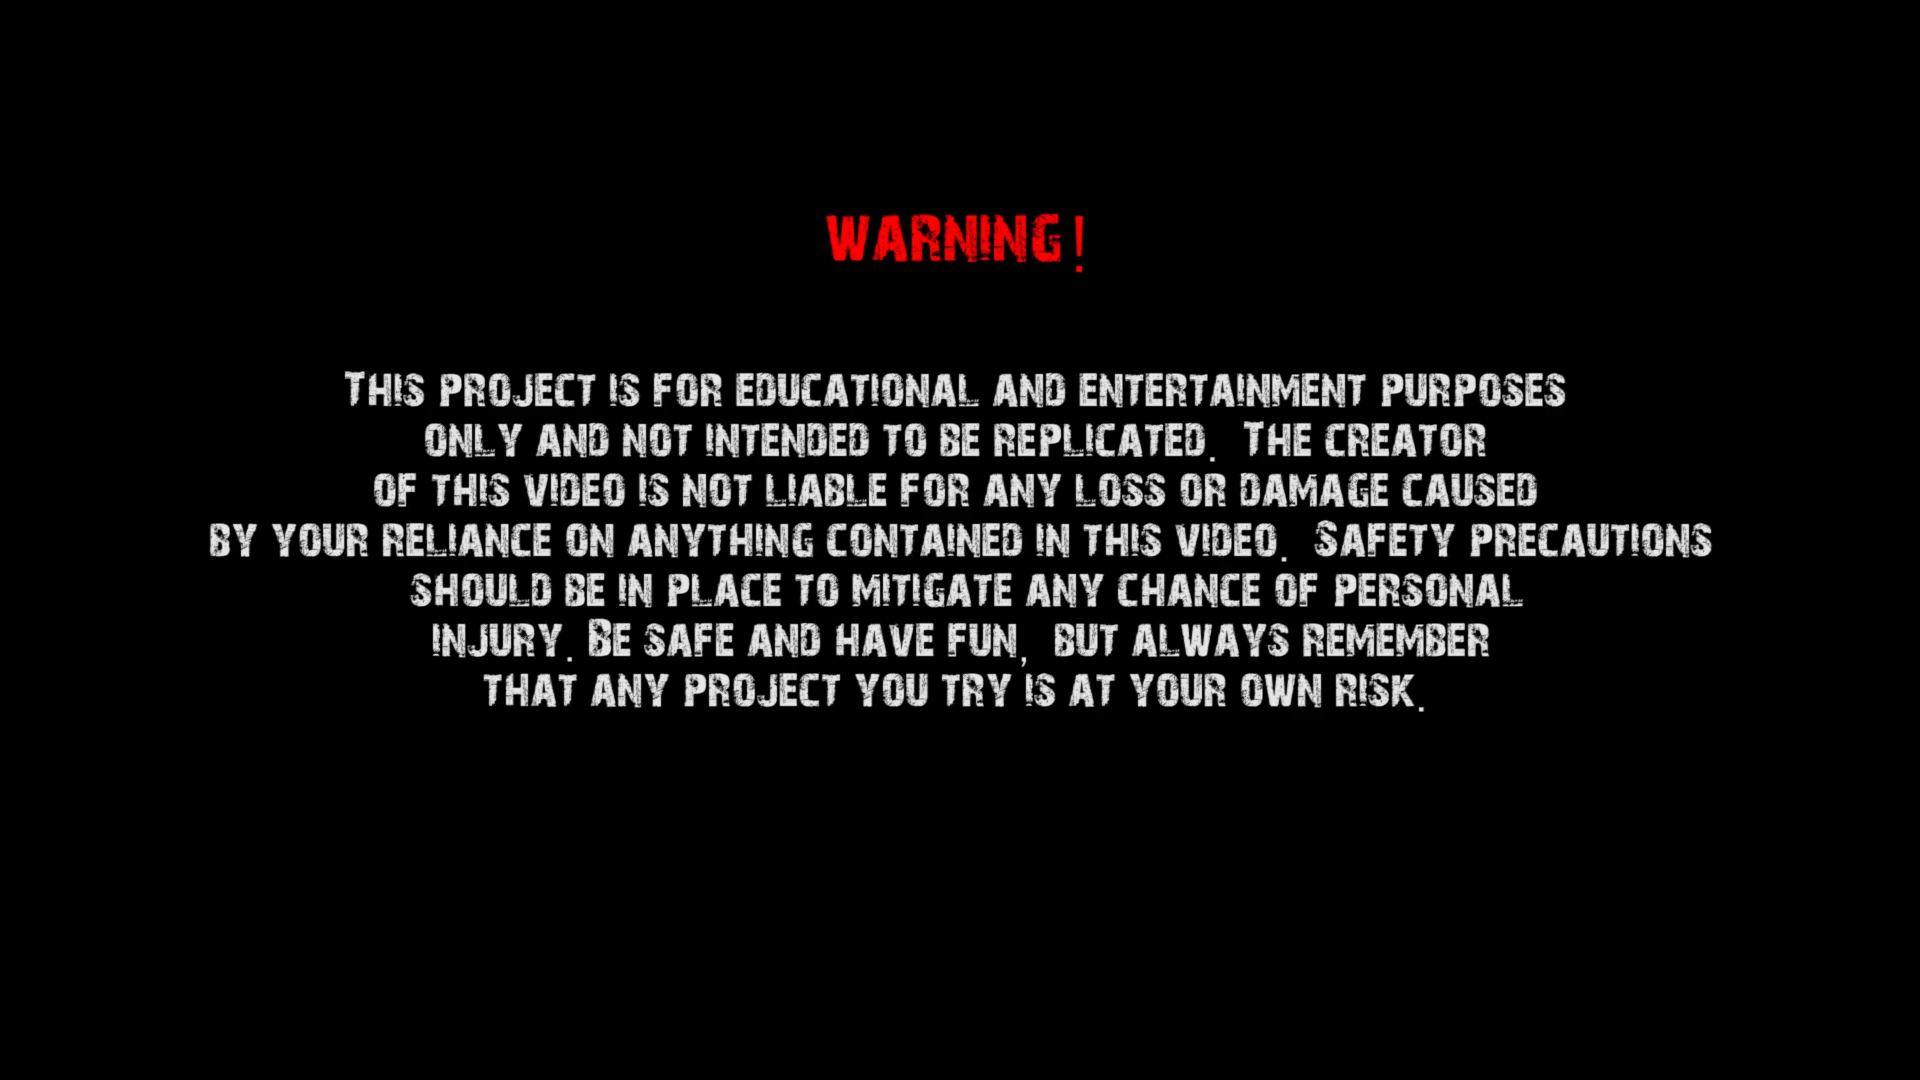 WARNING!
This project is for educational and entertainment purposes
only and not intended to be replicated. The creator
of this video is not liable for any loss or damage caused
by your reliance on anything contained in this video. Safety precautions
should be in place to mitigate any chance of personal
injury. Be safe and have fun, but always remember
that any project you try is at your own risk.